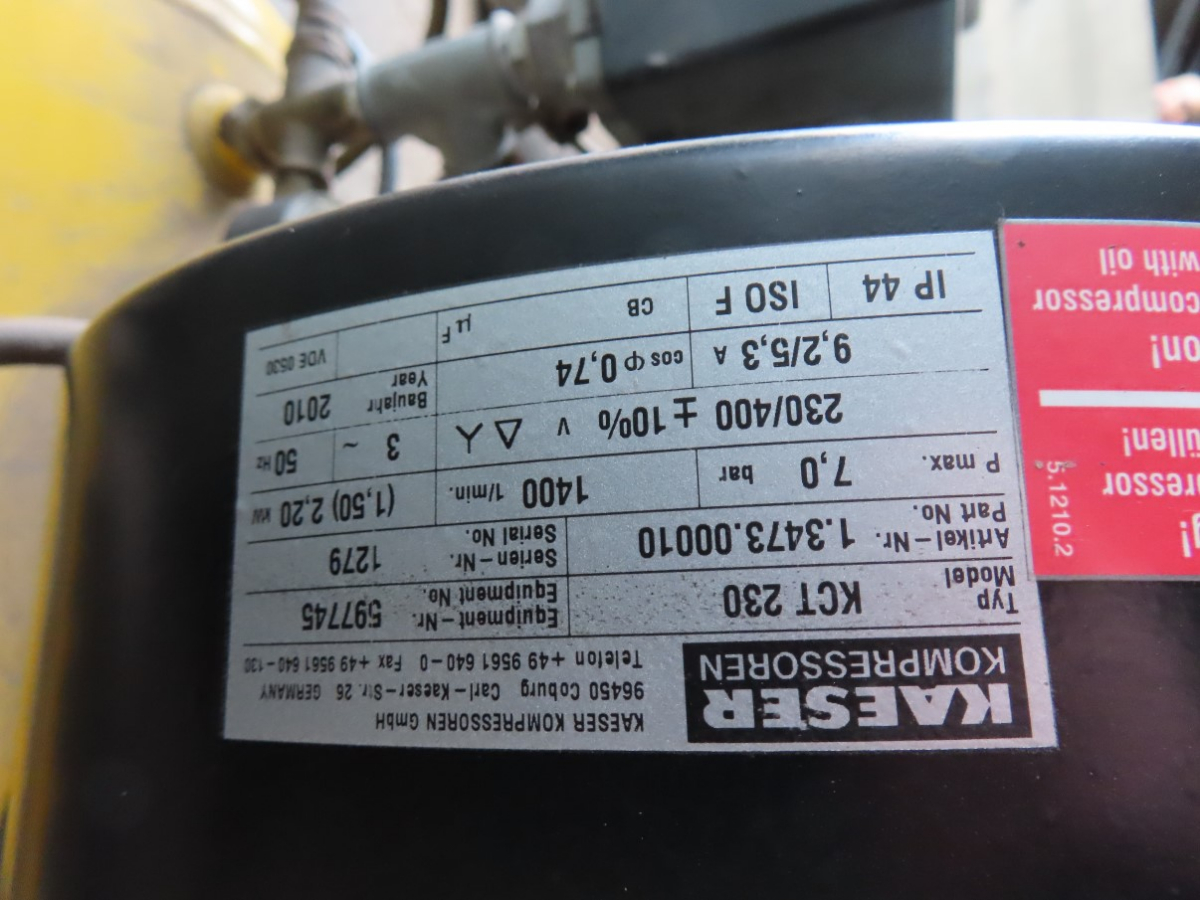 KAESER
KOMPRESSOREN
KAESER KOMPRESSOREN GmbH
96450 Coburg Carl-Kaeser-Str. 26 GERMANY
Telefon +49 9561 640-0 Fax +49 9561 640-130
Typ
Model
KCT 230
Equipment-Nr.
Equipment No.
597745
Artikel-Nr.
Part No.
1.3473.00010
Serien-Nr.
Serial No.
1279
P max. 7,0 bar
1400 1/min.
(1,50) 2,20 kW
230/400 ± 10% V △ Y
3 ~
50 Hz
9,2/5,3 A
cos φ 0,74
Baujahr
Year
2010
IP 44
ISO F
CB
µF
VDE 0530
5.1210.2
compressor
with oil